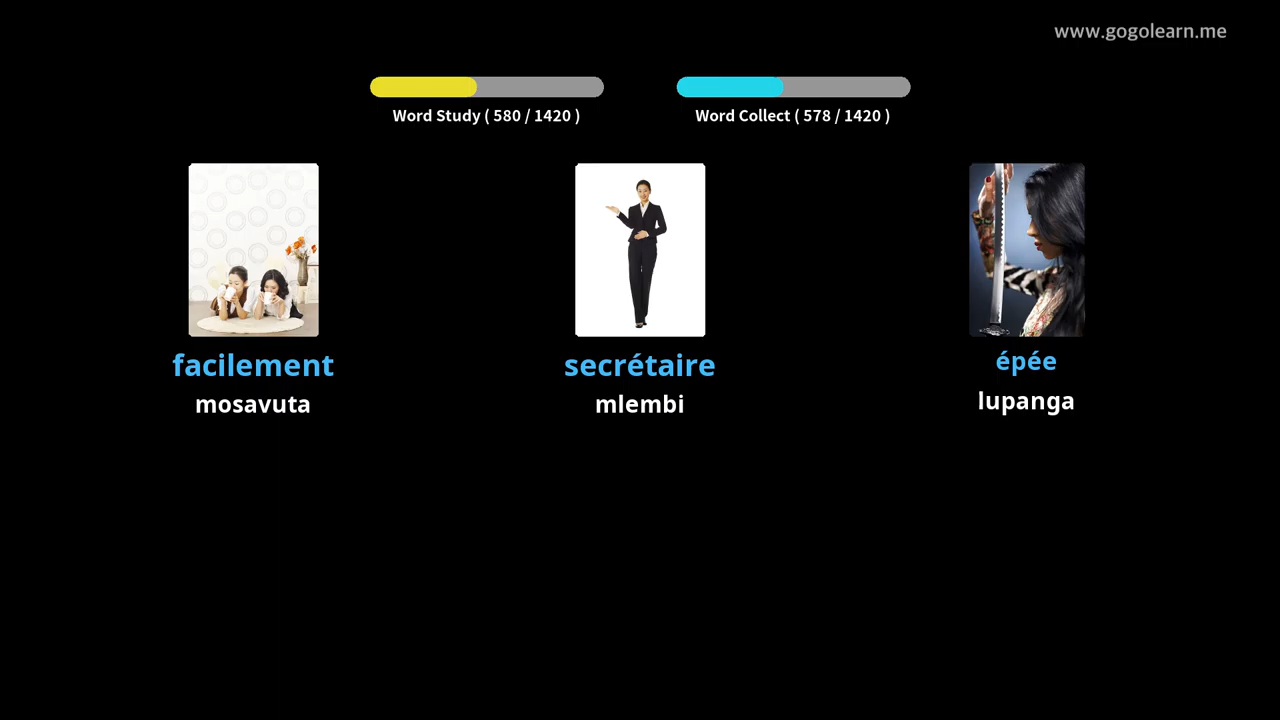 www.gogolearn.me
Word Study ( 580 / 1420 )
Word Collect ( 578 / 1420 )
facilement
mosavuta
secrétaire
mlembi
épée
lupanga